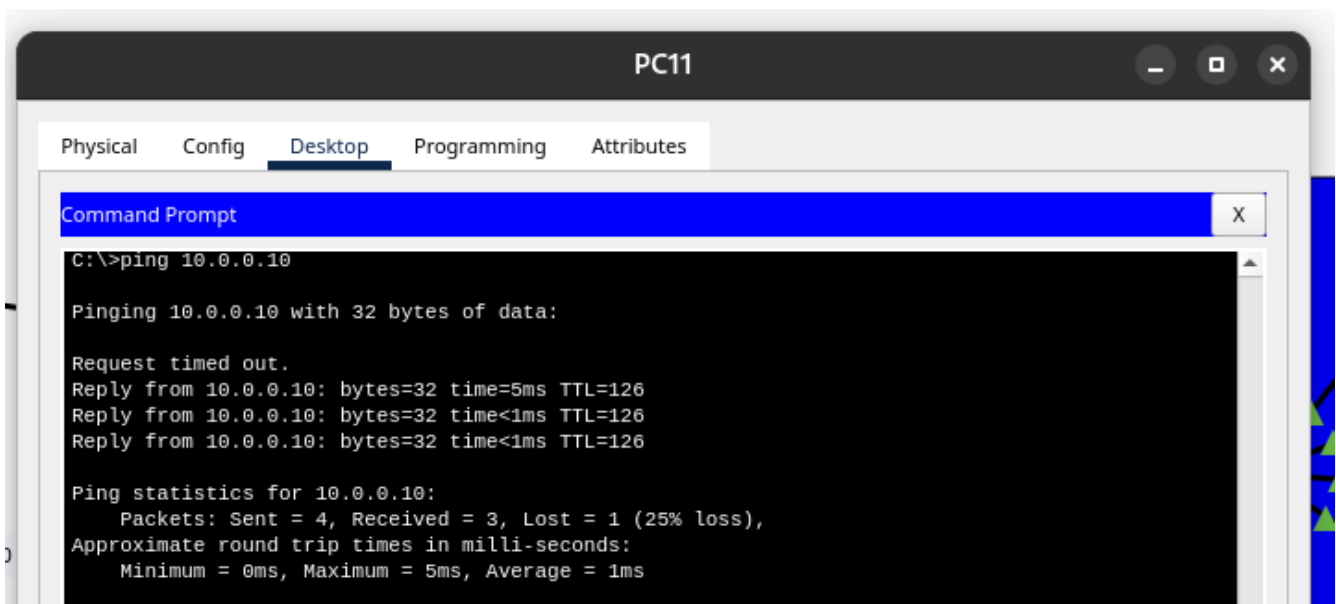 PC11
Physical Config Desktop Programming Attributes
Command Prompt X
C:\>ping 10.0.0.10
Pinging 10.0.0.10 with 32 bytes of data:
Request timed out.
Reply from 10.0.0.10: bytes=32 time=5ms TTL=126
Reply from 10.0.0.10: bytes=32 time<1ms TTL=126
Reply from 10.0.0.10: bytes=32 time<1ms TTL=126
Ping statistics for 10.0.0.10:
Packets: Sent = 4, Received = 3, Lost = 1 (25% loss),
Approximate round trip times in milli-seconds:
Minimum = 0ms, Maximum = 5ms, Average = 1ms